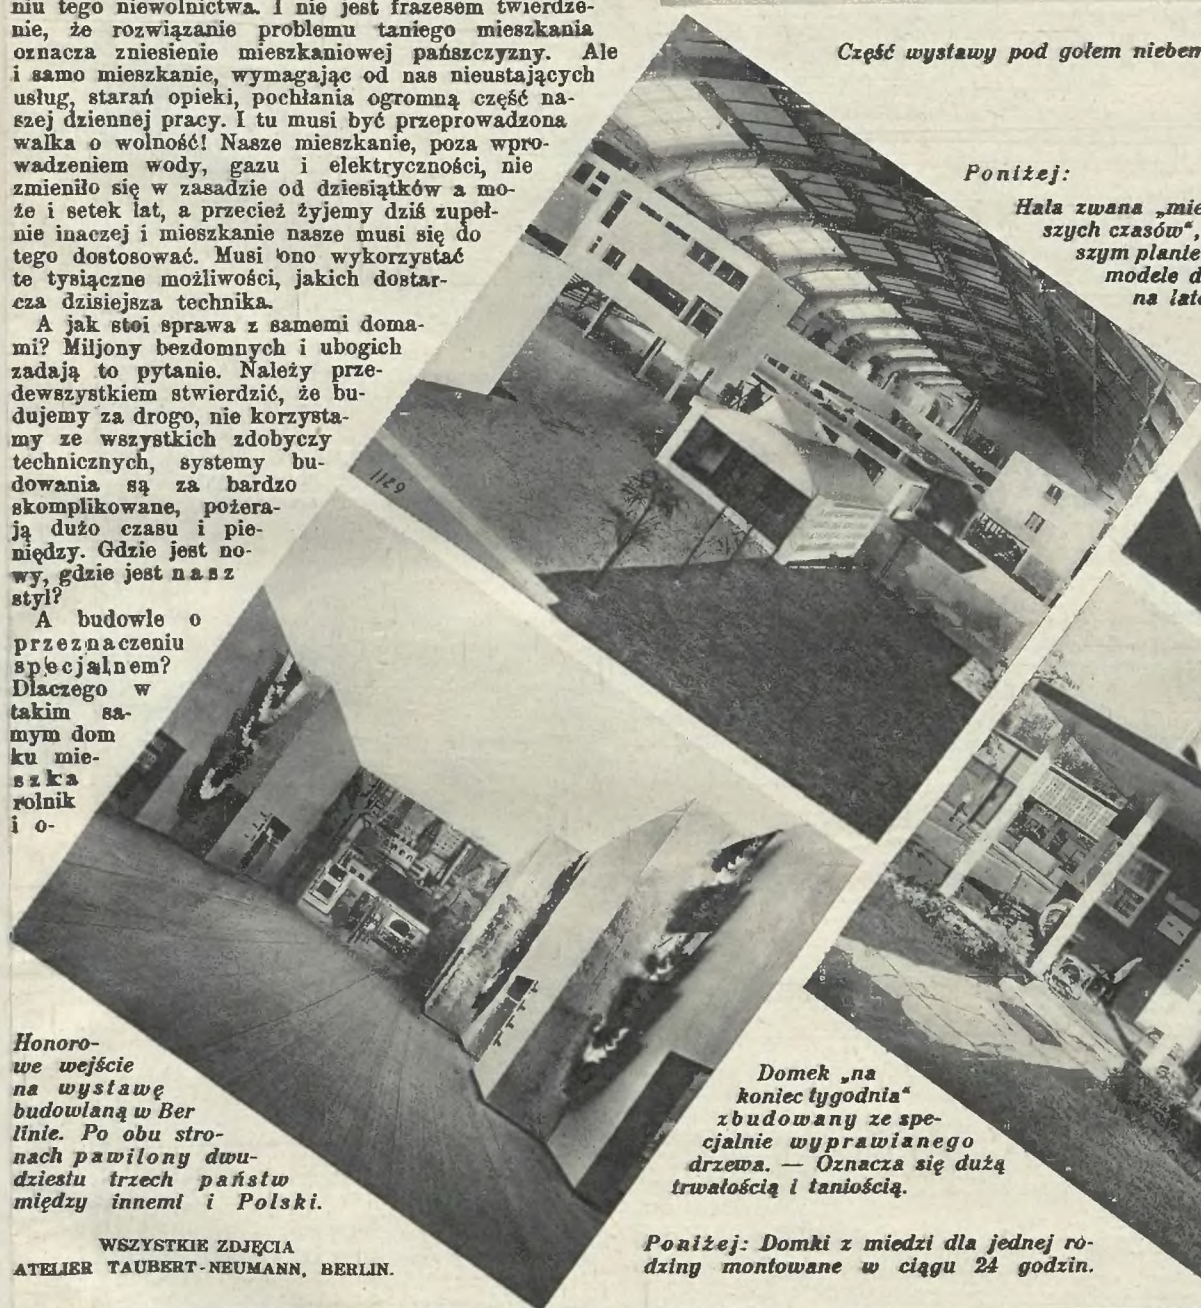 niu tego niewolnictwa. I nie jest frazesem twierdze-
nie, że rozwiązanie problemu taniego mieszkania
oznacza zniesienie mieszkaniowej pańszczyzny. Ale
i samo mieszkanie, wymagając od nas nieustających
usług, starań opieki, pochłania ogromną część na-
szej dziennej pracy. I tu musi być przeprowadzona
walka o wolność! Nasze mieszkanie, poza wpro-
wadzeniem wody, gazu i elektryczności, nie
zmieniło się w zasadzie od dziesiątków a mo-
że i setek lat, a przecież żyjemy dziś zupeł-
nie inaczej i mieszkanie nasze musi się do
tego dostosować. Musi ono wykorzystać
te tysiączne możliwości, jakich dostar-
cza dzisiejsza technika.
A jak stoi sprawa z samemi doma-
mi? Miljony bezdomnych i ubogich
zadają to pytanie. Należy prze-
dewszystkiem stwierdzić, że bu-
dujemy za drogo, nie korzysta-
my ze wszystkich zdobyczy
technicznych, systemy bu-
dowania są za bardzo
skomplikowane, pożera-
ją dużo czasu i pie-
niędzy. Gdzie jest no-
wy, gdzie jest nasz
styl?
A budowle o
przeznaczeniu
specjalnem?
Dlaczego w
takim sa-
mym dom
ku mie-
szka
rolnik
i o-
Część wystawy pod gołem niebem
Poniżej:
Hala zwana „mie
szych czasów“,
szym planie
modele d
na late
1129
Honoro-
we wejście
na wystawę
budowlaną w Ber
linie. Po obu stro-
nach pawilony dwu-
dziestu trzech państw
między innemi i Polski.
WSZYSTKIE ZDJĘCIA
ATELIER TAUBERT-NEUMANN, BERLIN.
Domek „na
koniec tygodnia“
zbudowany ze spe-
cjalnie wyprawianego
drzewa. — Oznacza się dużą
trwałością i taniością.
Poniżej: Domki z miedzi dla jednej ro-
dziny montowane w ciągu 24 godzin.